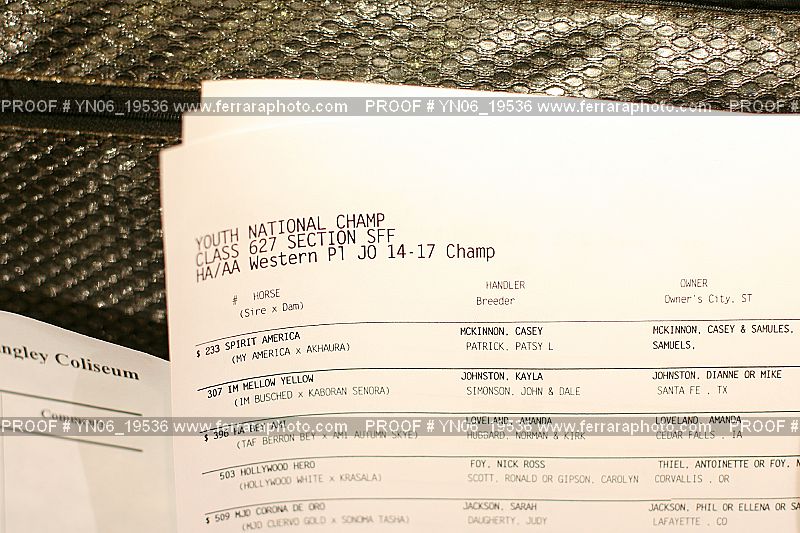 PROOF # YN06_19536 www.ferraraphoto.com PROOF # YN06_19536 www.ferraraphoto.com
YOUTH NATIONAL CHAMP
CLASS 627 SECTION SFF
HA/AA Western Pl JO 14-17 Champ
# HORSE HANDLER OWNER
(Sire x Dam) Breeder Owner's City, ST
$ 233 SPIRIT AMERICA MCKINNON, CASEY MCKINNON, CASEY & SAMULES,
(MY AMERICA x AKHAURA) PATRICK, PATSY L SAMUELS,
ngley Coliseum
307 IM MELLOW YELLOW JOHNSTON, KAYLA JOHNSTON, DIANNE OR MIKE
(IM BUSCHED x KABORAN SENORA) SIMONSON, JOHN & DALE SANTA FE , TX
$ 396 BEY AMI LOVELAND, AMANDA LOVELAND, AMANDA
PROOF # YN06_19536 www.ferraraphoto.com PROOF # YN06_19536 www.ferraraphoto.com
(TAF BERRON BEY x AMI AUTUMN SKYE) HUGGARD, NORMAN & KIRK CEDAR FALLS , IA
503 HOLLYWOOD HERO FOY, NICK ROSS THIEL, ANTOINETTE OR FOY, N
(HOLLYWOOD WHITE x KRASALA) SCOTT, RONALD OR GIPSON, CAROLYN CORVALLIS , OR
$ 509 MJD CORONA DE ORO JACKSON, SARAH JACKSON, PHIL OR ELLENA OR SA
(MJD CUERVO GOLD x SONOMA TASHA) DAUGHERTY, JUDY LAFAYETTE , CO